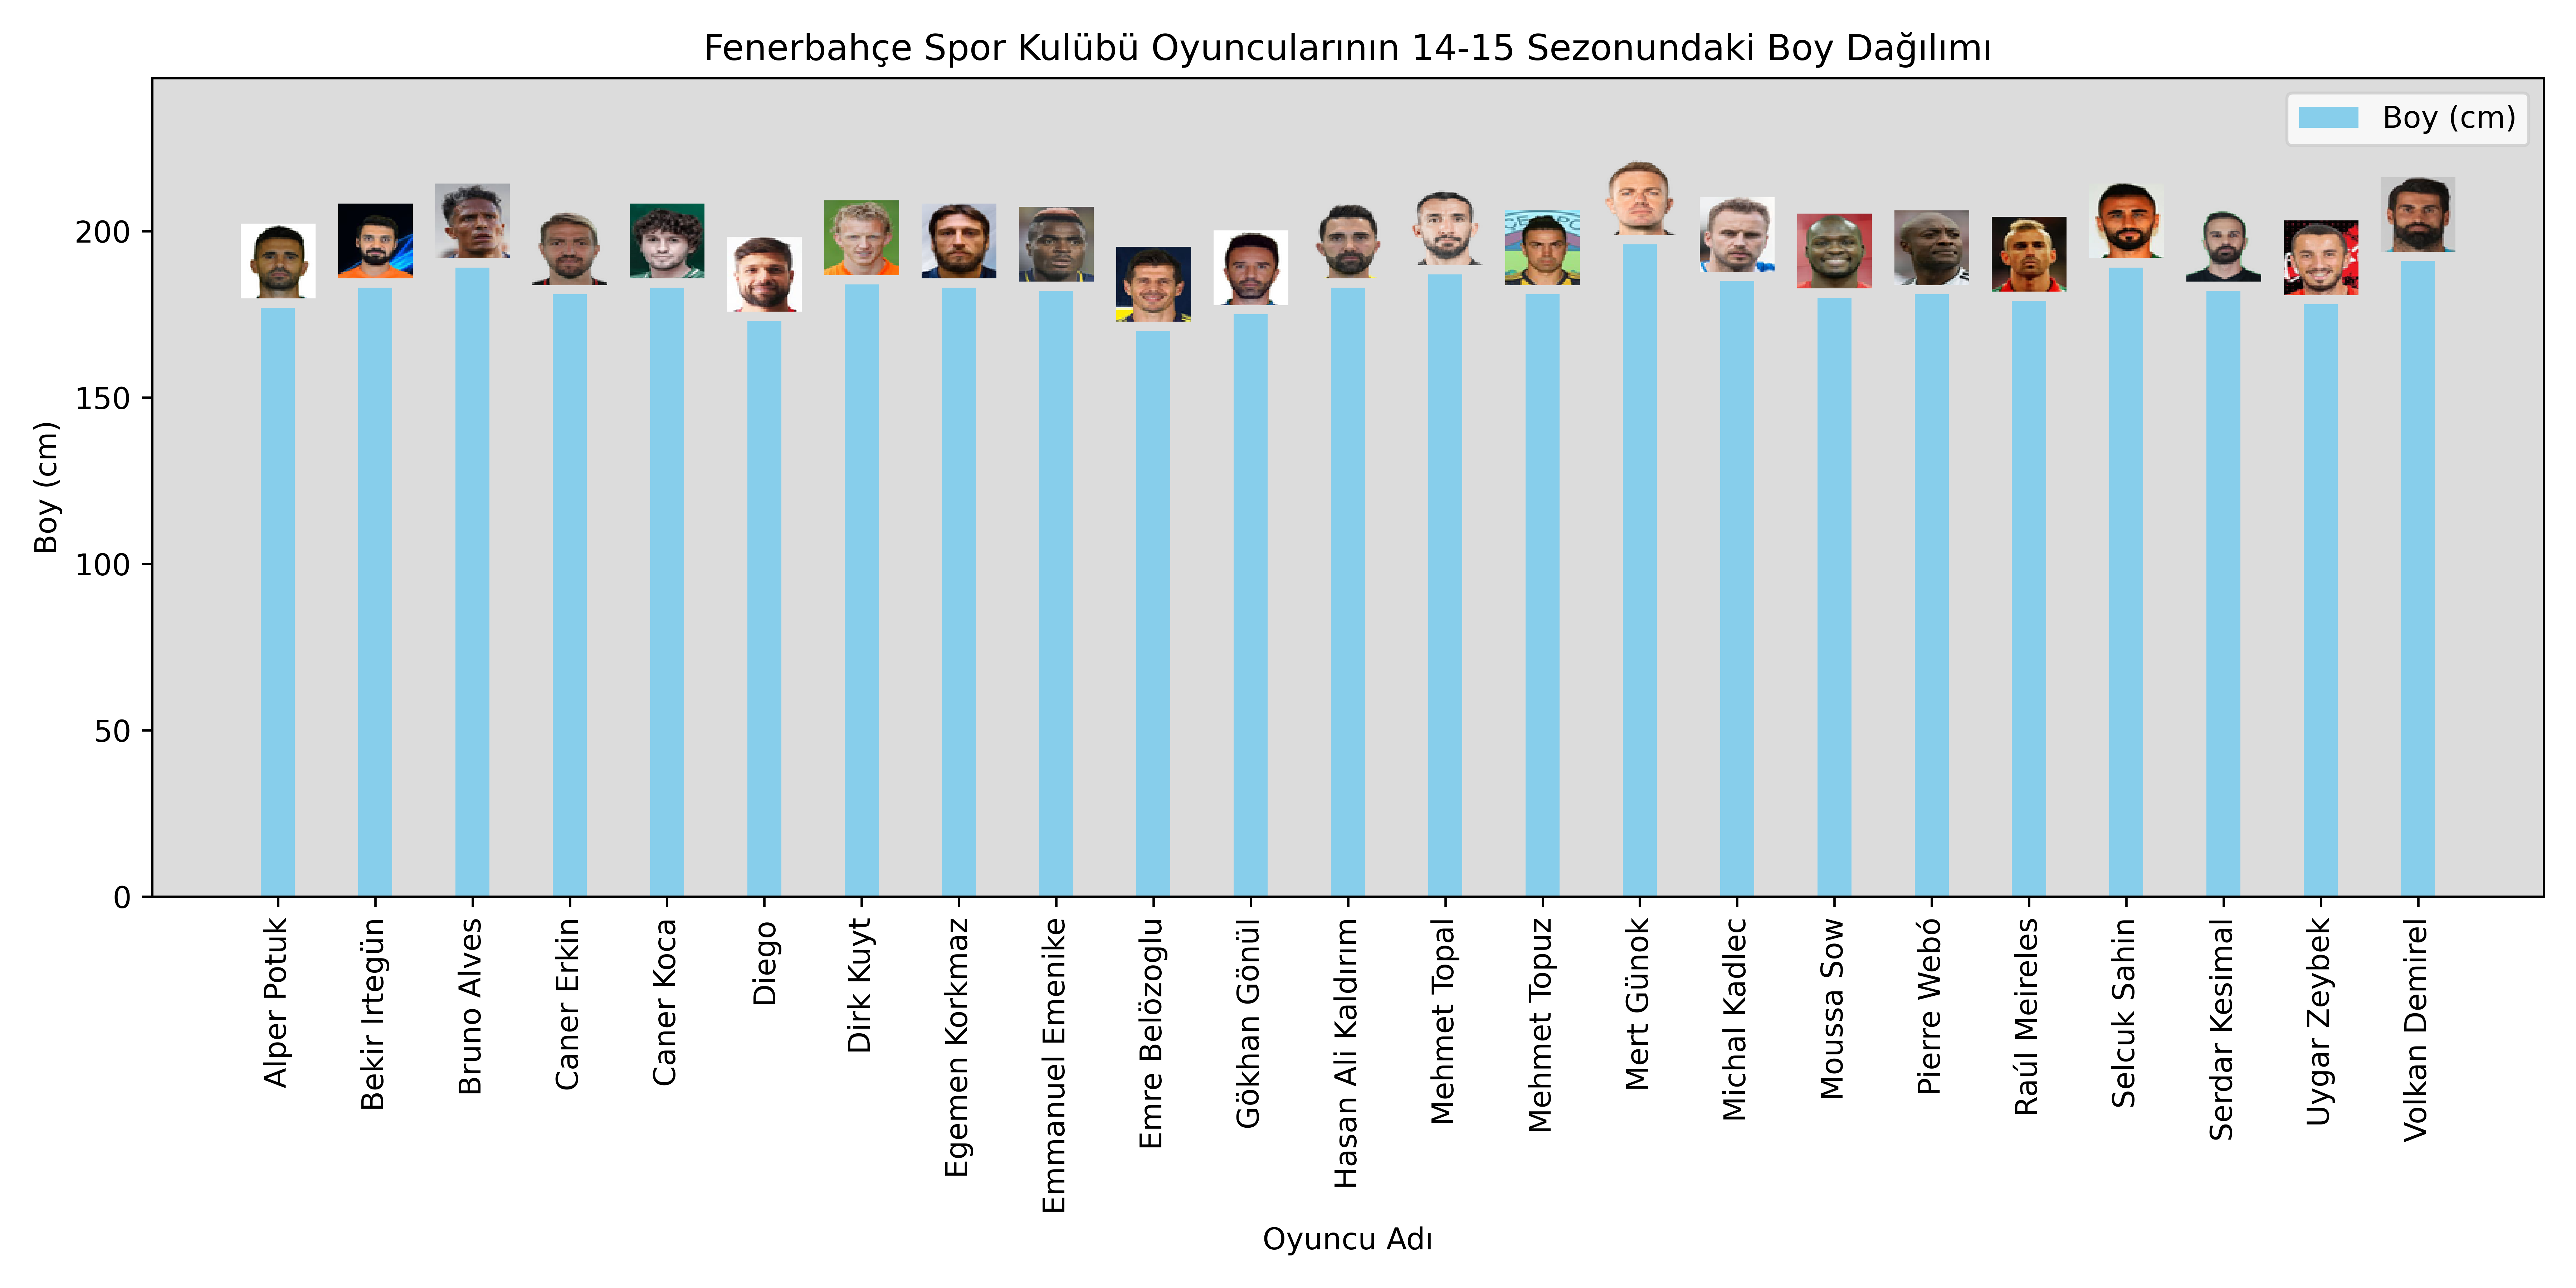 Fenerbahçe Spor Kulübü Oyuncularının 14-15 Sezonundaki Boy Dağılımı
Boy (cm)
200
150
100
50
0
Boy (cm)
Alper Potuk
Bekir Irtegün
Bruno Alves
Caner Erkin
Caner Koca
Diego
Dirk Kuyt
Egemen Korkmaz
Emmanuel Emenike
Emre Belözoglu
Gökhan Gönül
Hasan Ali Kaldırım
Mehmet Topal
Mehmet Topuz
Mert Günok
Michal Kadlec
Moussa Sow
Pierre Webó
Raúl Meireles
Selcuk Sahin
Serdar Kesimal
Uygar Zeybek
Volkan Demirel
Oyuncu Adı